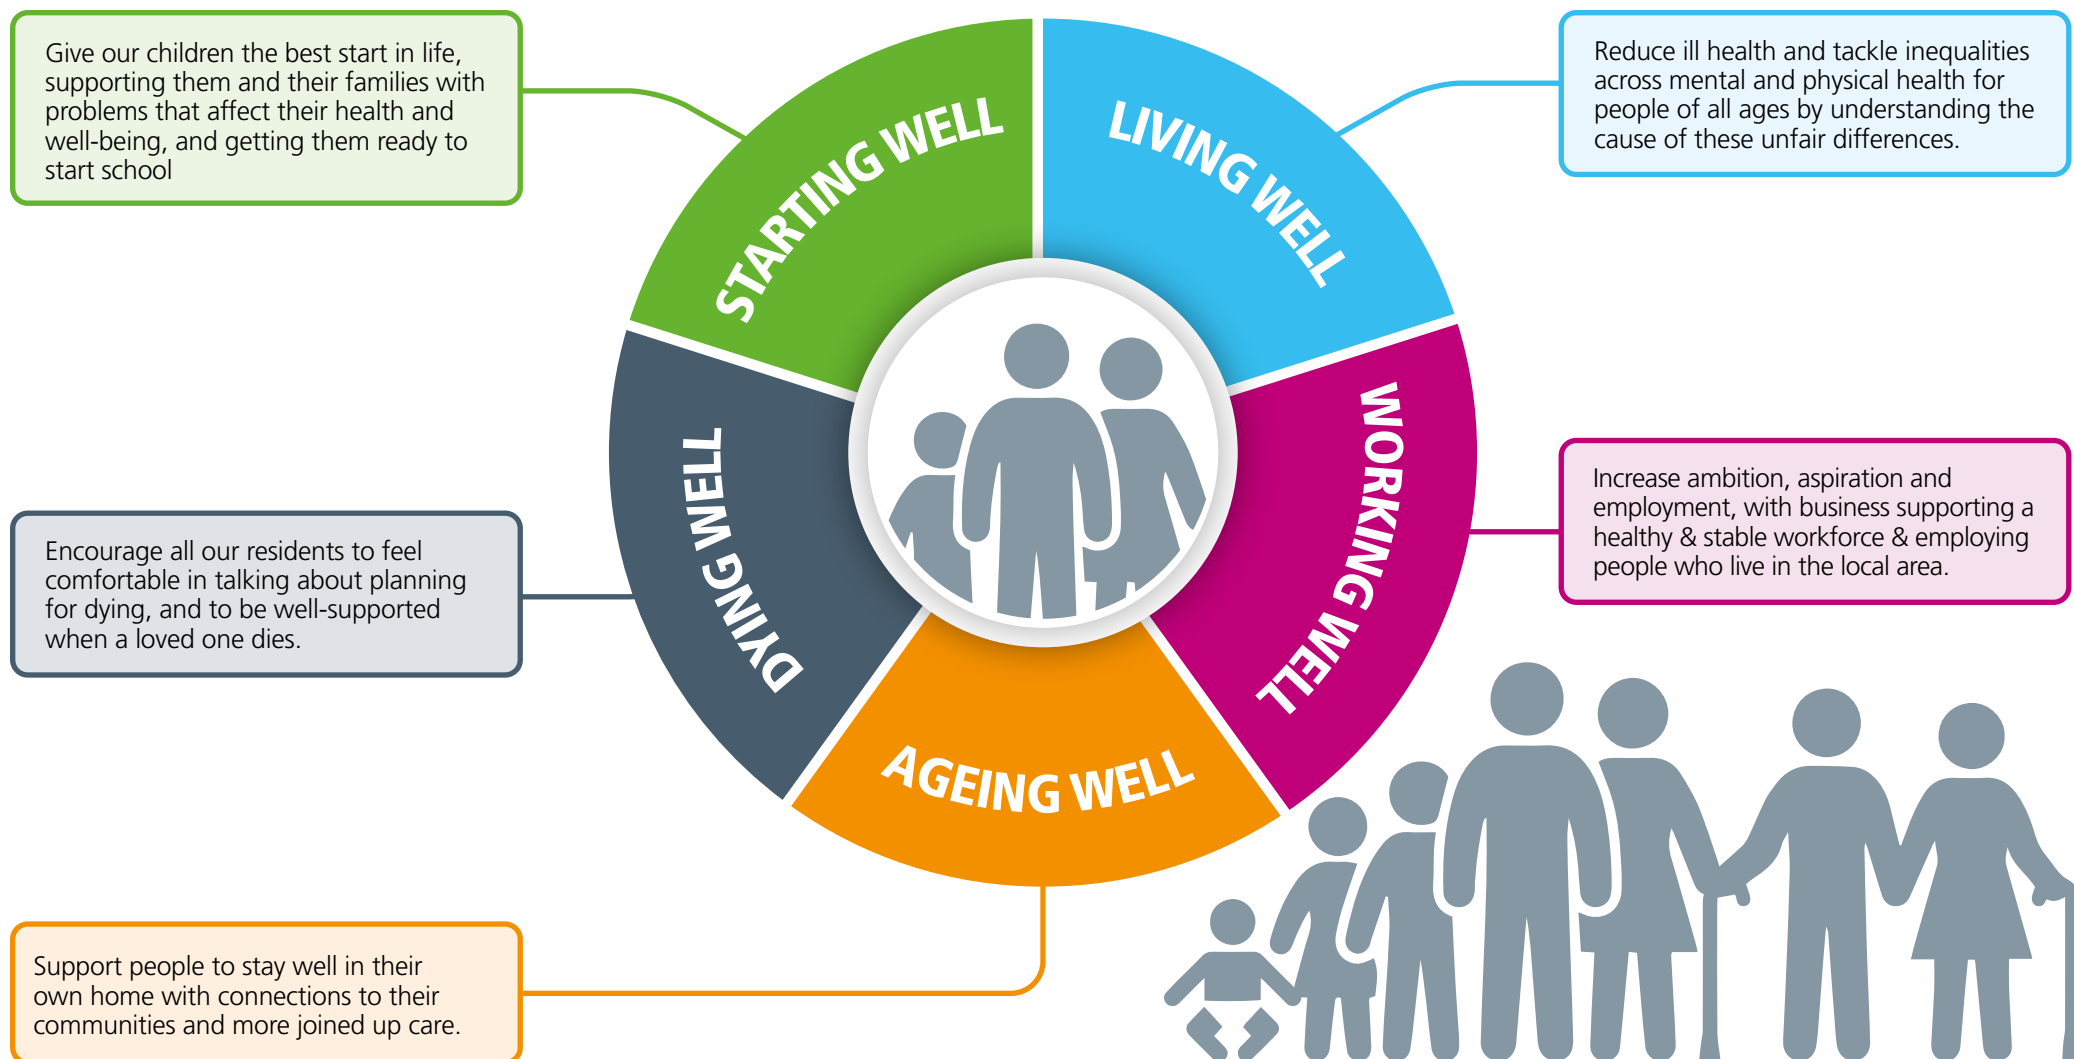 Give our children the best start in life,
supporting them and their families with
problems that affect their health and
well-being, and getting them ready to
start school
STARTING WELL
LIVING WELL
Reduce ill health and tackle inequalities
across mental and physical health for
people of all ages by understanding the
cause of these unfair differences.
WORKING WELL
Increase ambition, aspiration and
employment, with business supporting a
healthy & stable workforce & employing
people who live in the local area.
DYING WELL
Encourage all our residents to feel
comfortable in talking about planning
for dying, and to be well-supported
when a loved one dies.
AGEING WELL
Support people to stay well in their
own home with connections to their
communities and more joined up care.